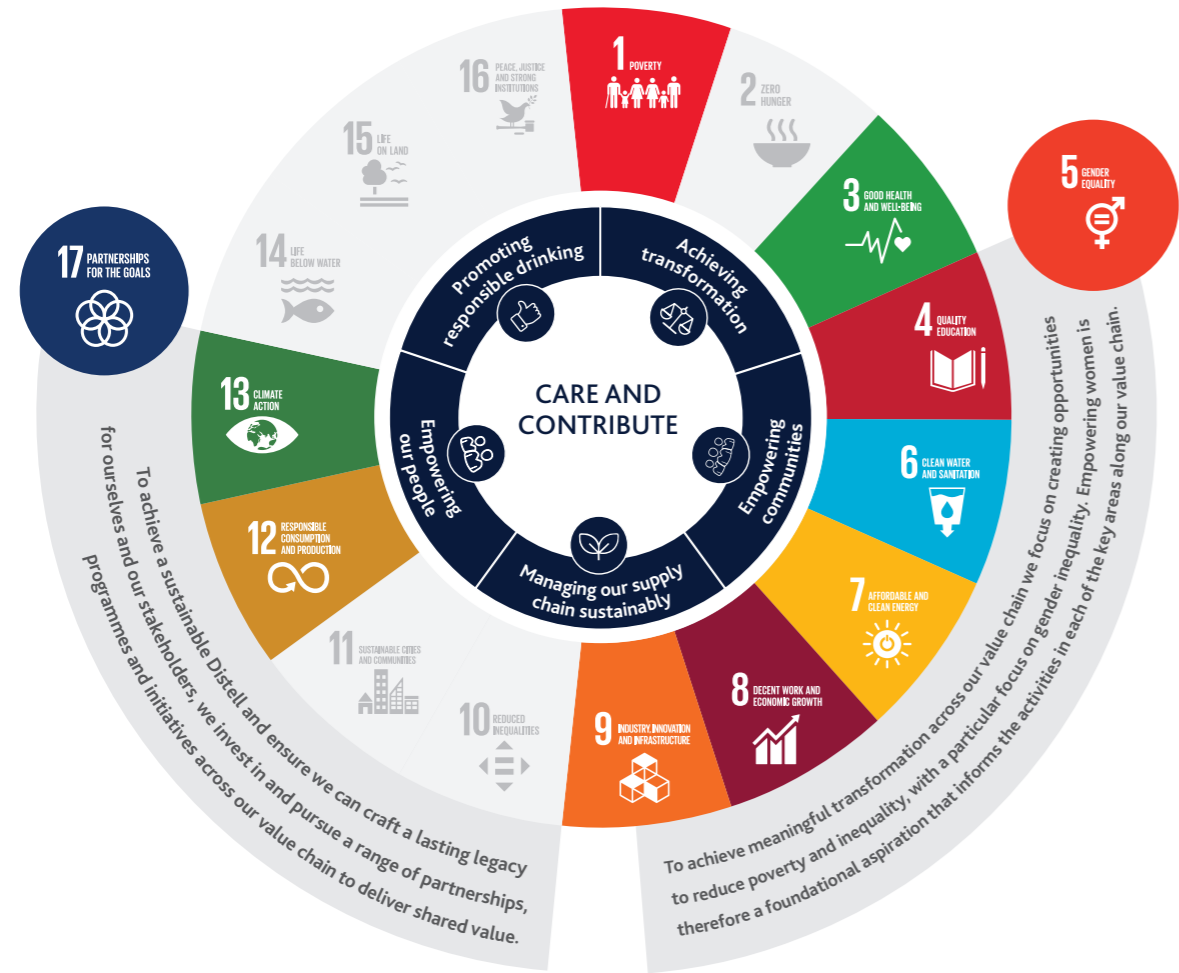 1 POVERTY
2 ZERO
HUNGER
3 GOOD HEALTH
AND WELL-BEING
4 QUALITY
EDUCATION
5 GENDER
EQUALITY
6 CLEAN WATER
AND SANITATION
7 AFFORDABLE AND
CLEAN ENERGY
8 DECENT WORK AND
ECONOMIC GROWTH
9 INDUSTRY, INNOVATION
AND INFRASTRUCTURE
10 REDUCED
INEQUALITIES
11 SUSTAINABLE CITIES
AND COMMUNITIES
12 RESPONSIBLE
CONSUMPTION
AND PRODUCTION
13 CLIMATE
ACTION
14 LIFE
BELOW WATER
15 LIFE
ON LAND
16 PEACE, JUSTICE
AND STRONG
INSTITUTIONS
17 PARTNERSHIPS
FOR THE GOALS
Promoting
responsible drinking
Achieving
transformation
Empowering
communities
Managing our supply
chain sustainably
Empowering
our people
CARE AND
CONTRIBUTE
To achieve a sustainable Distell and ensure we can craft a lasting legacy
for ourselves and our stakeholders, we invest in and pursue a range of partnerships,
programmes and initiatives across our value chain to deliver shared value.
To achieve meaningful transformation across our value chain we focus on creating opportunities
to reduce poverty and inequality, with a particular focus on gender inequality. Empowering women is
therefore a foundational aspiration that informs the activities in each of the key areas along our value chain.